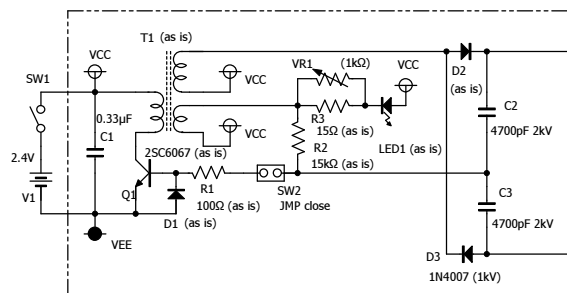 T1 (as is)
VCC
SW1
0.33µF
C1
2.4V
V1
VEE
VCC
VCC
2SC6067 (as is)
Q1
R1
100Ω (as is)
D1 (as is)
SW2
JMP close
VR1
(1kΩ)
R3
15Ω (as is)
R2
15kΩ (as is)
VCC
LED1 (as is)
D2
(as is)
C2
4700pF 2kV
C3
4700pF 2kV
D3
1N4007 (1kV)